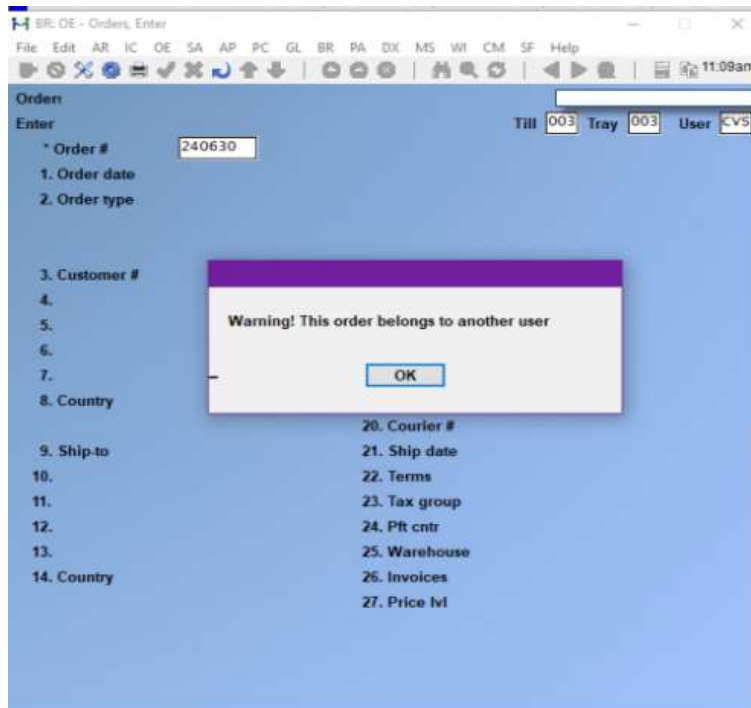 BR: OE - Orders, Enter
File Edit AR IC OE SA AP PC GL BR PA DX MS WI CM SF Help
11:09am
Order:
Enter Till 003 Tray 003 User CVS
* Order # 240630
1. Order date
2. Order type
3. Customer #
4.
Warning! This order belongs to another user
5.
6.
7. OK
8. Country
20. Courier #
9. Ship-to 21. Ship date
10. 22. Terms
11. 23. Tax group
12. 24. Pft cntr
13. 25. Warehouse
14. Country 26. Invoices
27. Price lvl